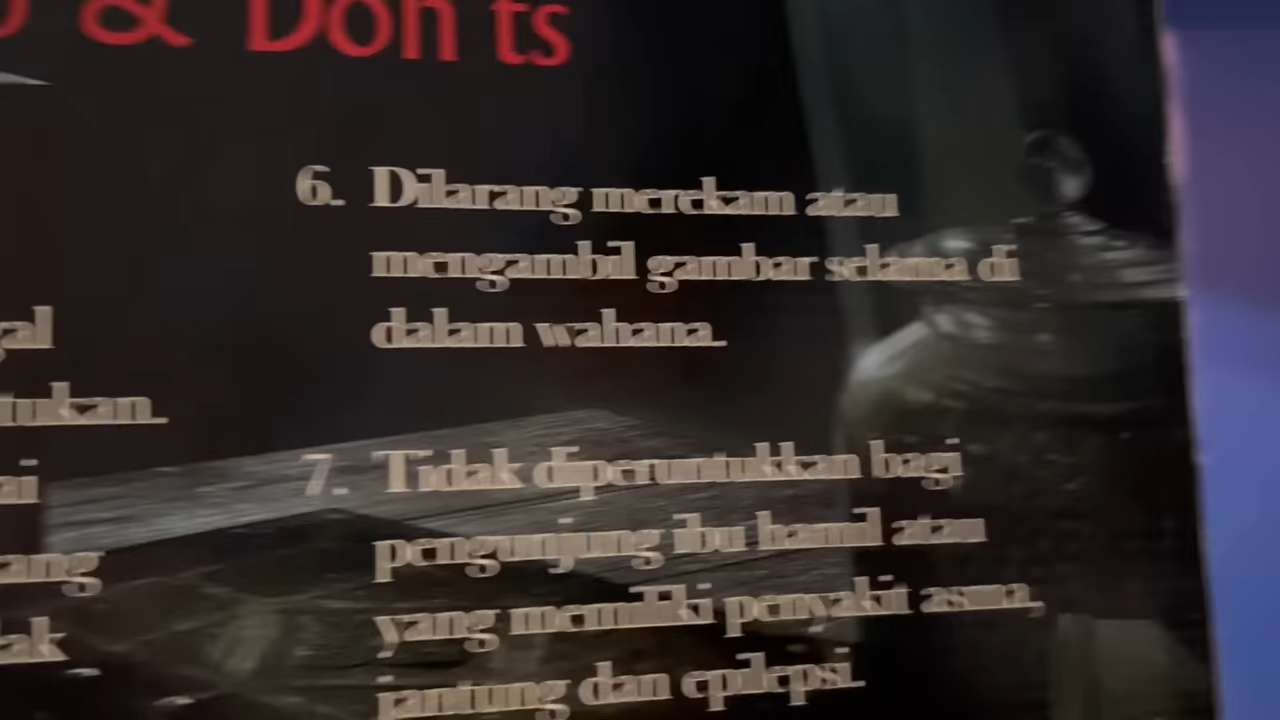 & Don'ts
6. Dilarang merekam atau
mengambil gambar selama di
dalam wahana.
7. Tidak diperuntukkan bagi
pengunjung ibu hamil atau
yang memiliki penyakit asma,
jantung dan epilepsi.